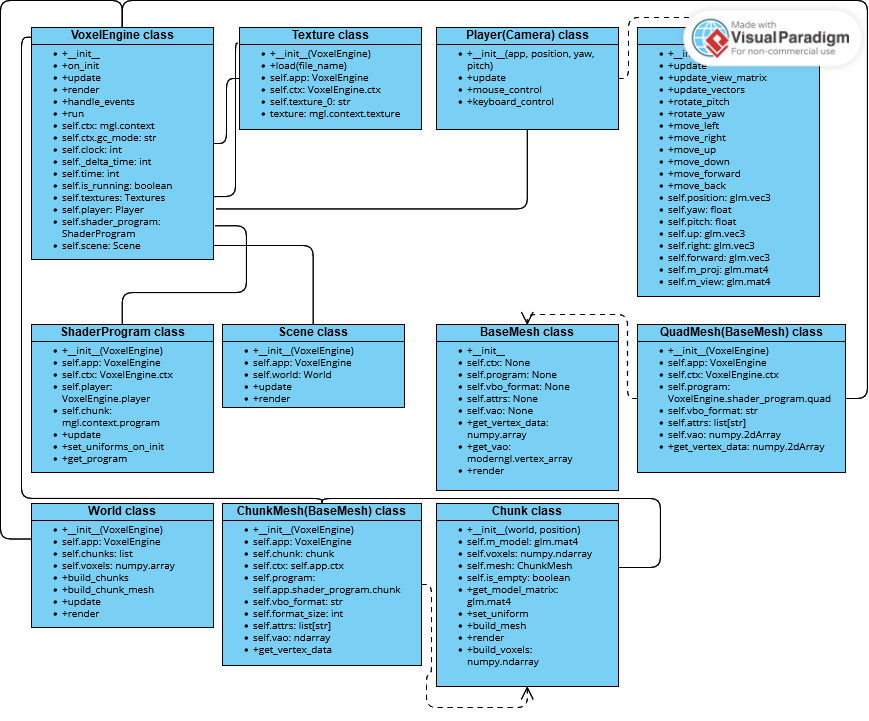 VoxelEngine class
+__init__
+on_init
+update
+render
+handle_events
+run
self.ctx: mgl.context
self.ctx.gc_mode: str
self.clock: int
self._delta_time: int
self.time: int
self.is_running: boolean
self.textures: Textures
self.player: Player
self.shader_program:
ShaderProgram
self.scene: Scene
Texture class
+__init__(VoxelEngine)
+load(file_name)
self.app: VoxelEngine
self.ctx: VoxelEngine.ctx
self.texture_0: str
texture: mgl.context.texture
Player(Camera) class
+__init__(app, position, yaw,
pitch)
+update
+mouse_control
+keyboard_control
Made with
VisualParadigm
For non-commercial use
+update
+update_view_matrix
+update_vectors
+rotate_pitch
+rotate_yaw
+move_left
+move_right
+move_up
+move_down
+move_forward
+move_back
self.position: glm.vec3
self.yaw: float
self.pitch: float
self.up: glm.vec3
self.right: glm.vec3
self.forward: glm.vec3
self.m_proj: glm.mat4
self.m_view: glm.mat4
ShaderProgram class
+__init__(VoxelEngine)
self.app: VoxelEngine
self.ctx: VoxelEngine.ctx
self.player:
VoxelEngine.player
self.chunk:
mgl.context.program
+update
+set_uniforms_on_init
+get_program
Scene class
+__init__(VoxelEngine)
self.app: VoxelEngine
self.world: World
+update
+render
BaseMesh class
+__init__
self.ctx: None
self.program: None
self.vbo_format: None
self.attrs: None
self.vao: None
+get_vertex_data:
numpy.array
+get_vao:
moderngl.vertex_array
+render
QuadMesh(BaseMesh) class
+__init__(VoxelEngine)
self.app: VoxelEngine
self.ctx: VoxelEngine.ctx
self.program:
VoxelEngine.shader_program.quad
self.vbo_format: str
self.attrs: list[str]
self.vao: numpy.2dArray
+get_vertex_data: numpy.2dArray
World class
+__init__(VoxelEngine)
self.app: VoxelEngine
self.chunks: list
self.voxels: numpy.array
+build_chunks
+build_chunk_mesh
+update
+render
ChunkMesh(BaseMesh) class
+__init__(VoxelEngine)
self.app: VoxelEngine
self.chunk: chunk
self.ctx: self.app.ctx
self.program:
self.app.shader_program.chunk
self.vbo_format: str
self.format_size: int
self.attrs: list[str]
self.vao: ndarray
+get_vertex_data
Chunk class
+__init__(world, position)
self.m_model: glm.mat4
self.voxels: numpy.ndarray
self.mesh: ChunkMesh
self.is_empty: boolean
+get_model_matrix:
glm.mat4
+set_uniform
+build_mesh
+render
+build_voxels:
numpy.ndarray